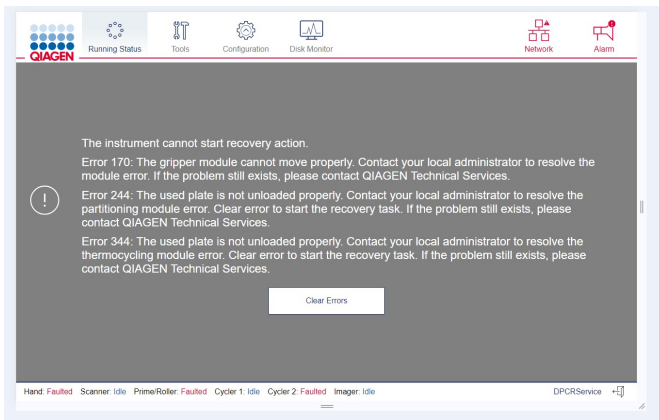 QIAGEN
Running Status
Tools
Configuration
Disk Monitor
Network
Alarm
The instrument cannot start recovery action.
Error 170: The gripper module cannot move properly. Contact your local administrator to resolve the
module error. If the problem still exists, please contact QIAGEN Technical Services.
Error 244: The used plate is not unloaded properly. Contact your local administrator to resolve the
partitioning module error. Clear error to start the recovery task. If the problem still exists, please
contact QIAGEN Technical Services.
Error 344: The used plate is not unloaded properly. Contact your local administrator to resolve the
thermocycling module error. Clear error to start the recovery task. If the problem still exists, please
contact QIAGEN Technical Services.
Clear Errors
Hand: Faulted Scanner: Idle Prime/Roller: Faulted Cycler 1: Idle Cycler 2: Faulted Imager: Idle DPCRService